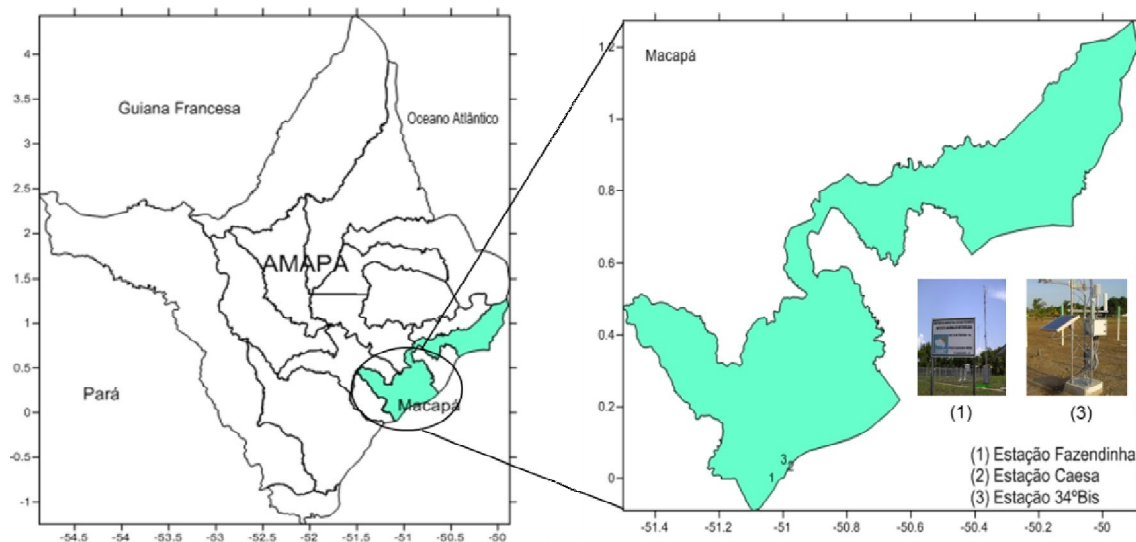 4
3.5
3
2.5
2
1.5
1
0.5
0
-0.5
-1
-54.5 -54 -53.5 -53 -52.5 -52 -51.5 -51 -50.5 -50
Guiana Francesa
Oceano Atlântico
AMAPÁ
Pará
Macapá
Macapá
1.2
1
0.8
0.6
0.4
0.2
0
-51.4 -51.2 -51 -50.8 -50.6 -50.4 -50.2 -50
3
2
1
(1) (3)
(1) Estação Fazendinha
(2) Estação Caesa
(3) Estação 34ºBis